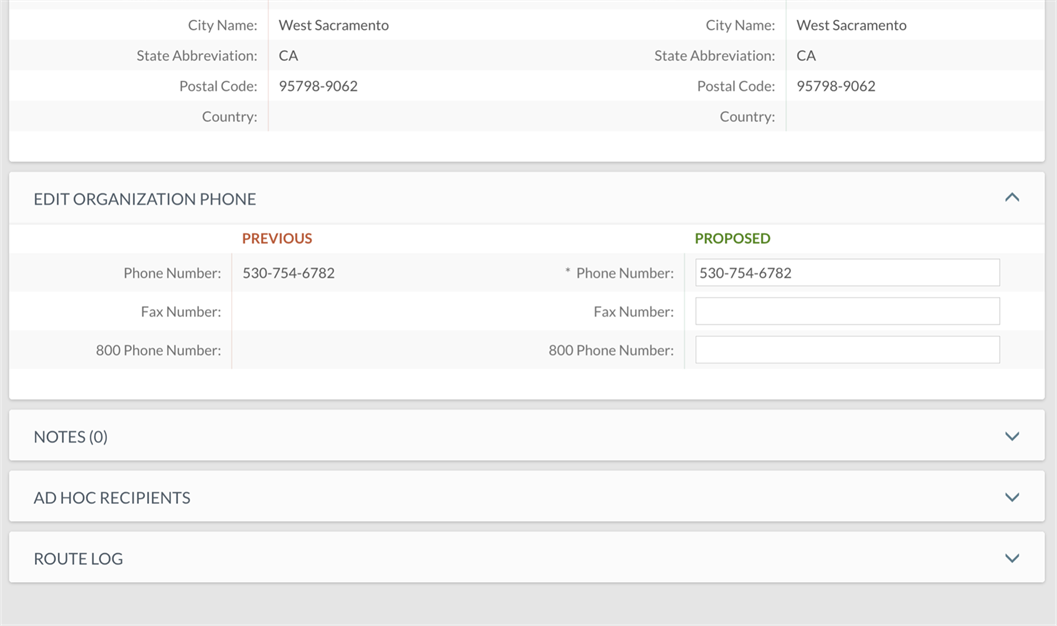 City Name: West Sacramento City Name: West Sacramento
State Abbreviation: CA State Abbreviation: CA
Postal Code: 95798-9062 Postal Code: 95798-9062
Country: Country:
EDIT ORGANIZATION PHONE
PREVIOUS PROPOSED
Phone Number: 530-754-6782 * Phone Number: 530-754-6782
Fax Number: Fax Number:
800 Phone Number: 800 Phone Number:
NOTES (0)
AD HOC RECIPIENTS
ROUTE LOG